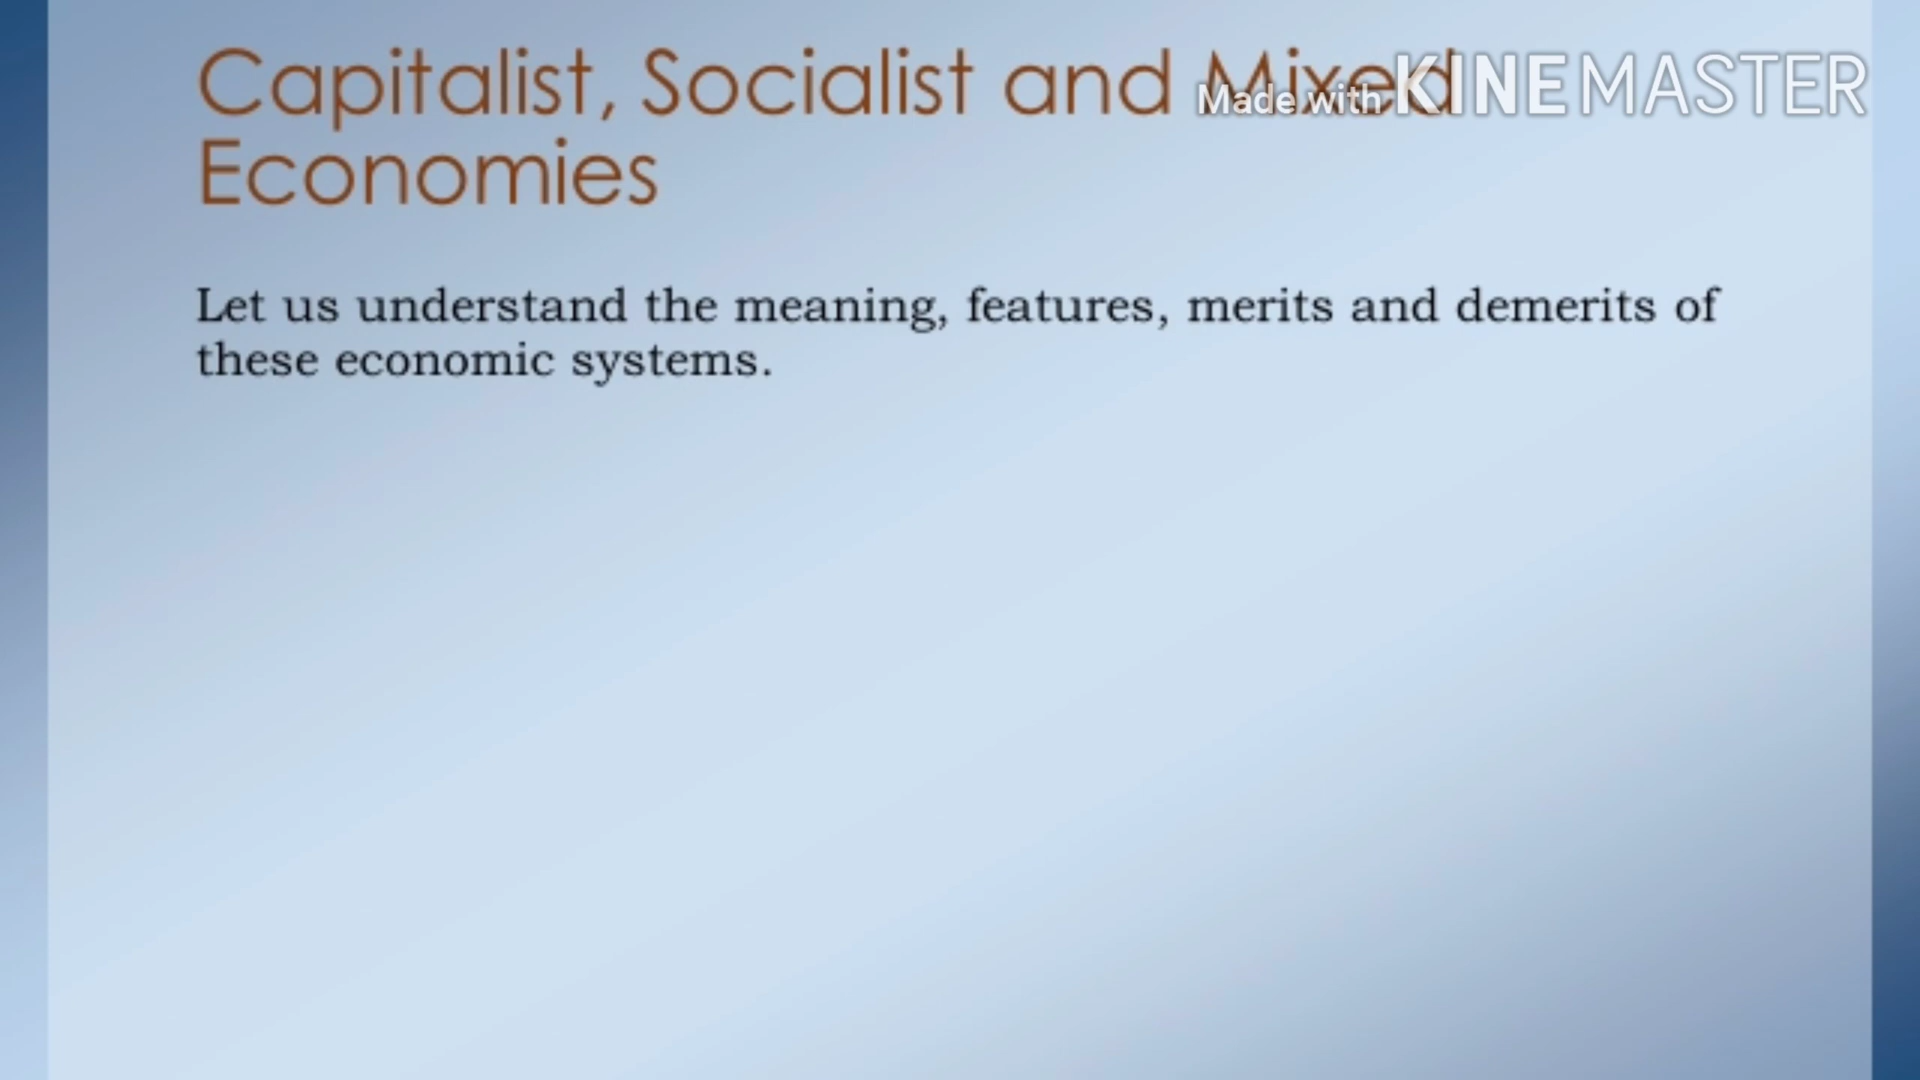 Capitalist, Socialist and Mixed
Made with KINEMASTER
Economies
Let us understand the meaning, features, merits and demerits of
these economic systems.